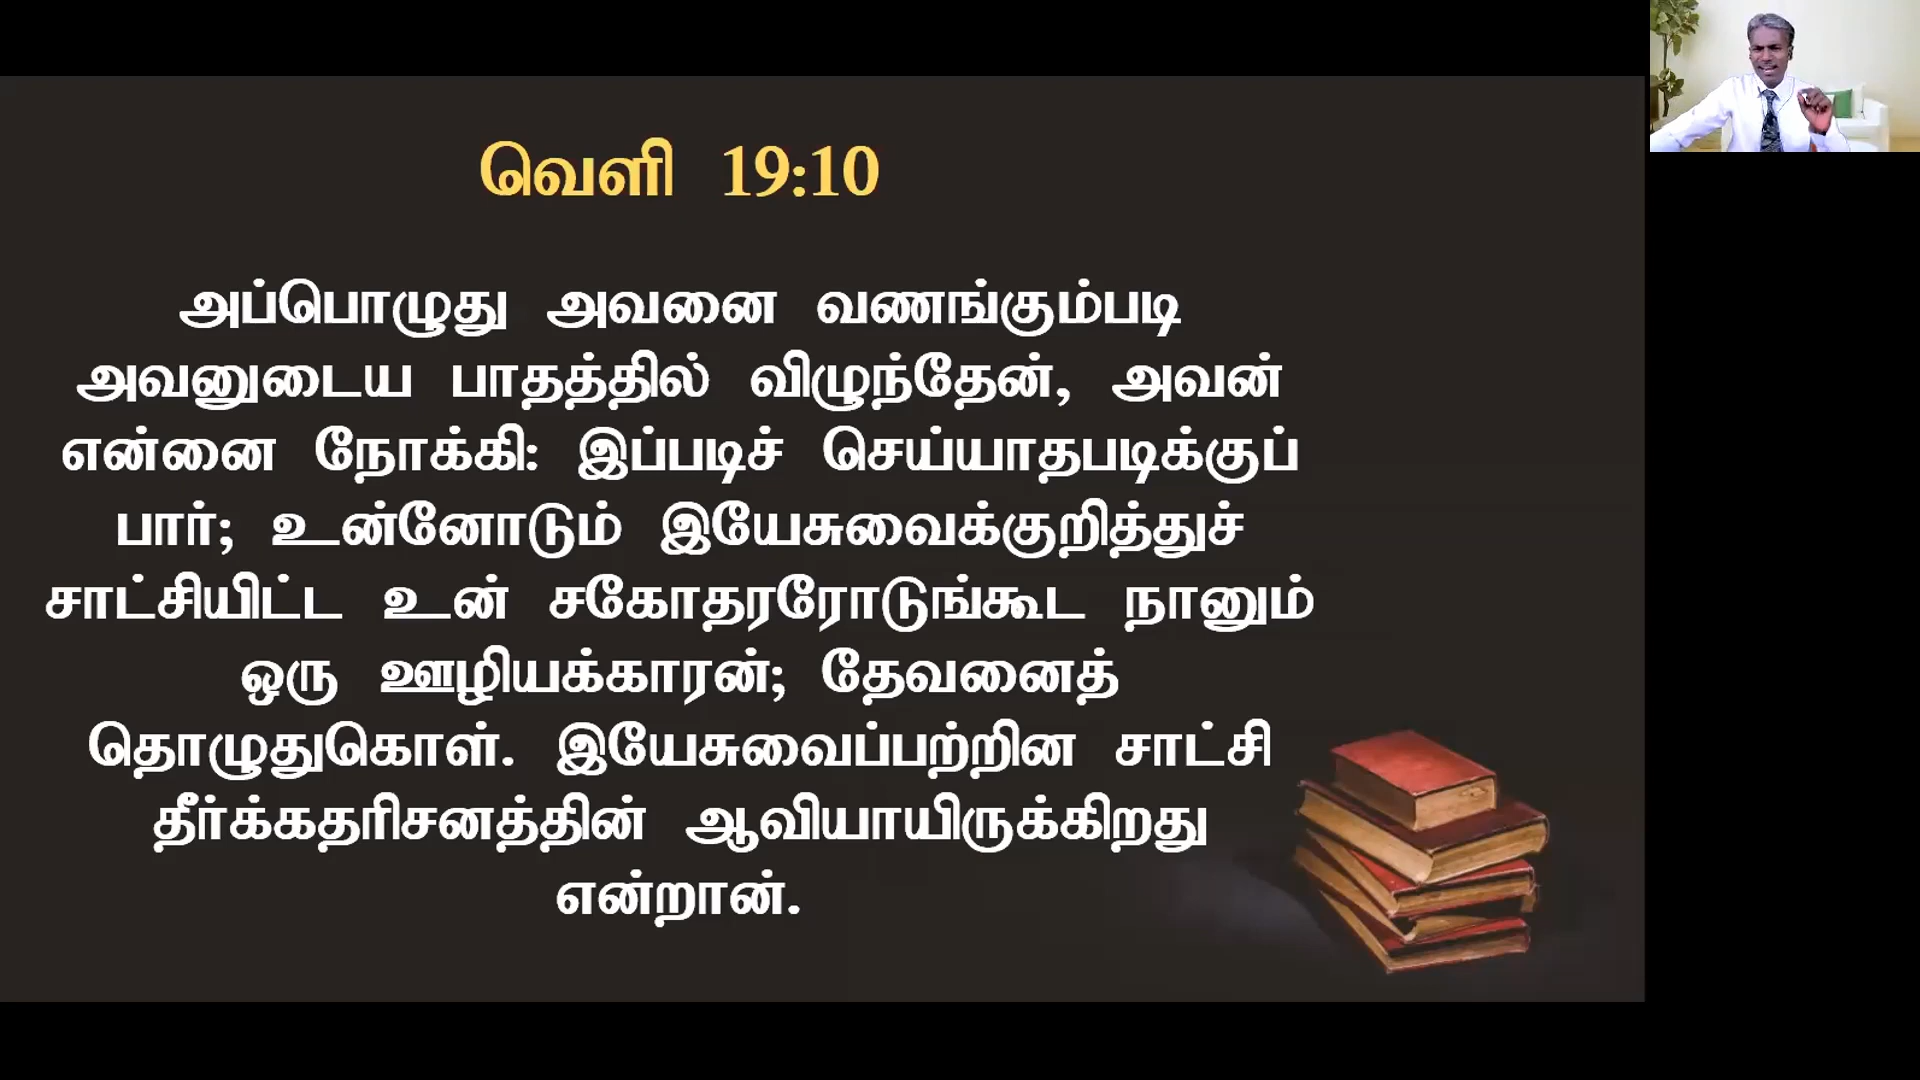 வெளி 19:10
அப்பொழுது அவனை வணங்கும்படி
அவனுடைய பாதத்தில் விழுந்தேன், அவன்
என்னை நோக்கி: இப்படிச் செய்யாதபடிக்குப்
பார்; உன்னோடும் இயேசுவைக்குறித்துச்
சாட்சியிட்ட உன் சகோதரரோடுங்கூட நானும்
ஒரு ஊழியக்காரன்; தேவனைத்
தொழுதுகொள். இயேசுவைப்பற்றின சாட்சி
தீர்க்கதரிசனத்தின் ஆவியாயிருக்கிறது
என்றான்.